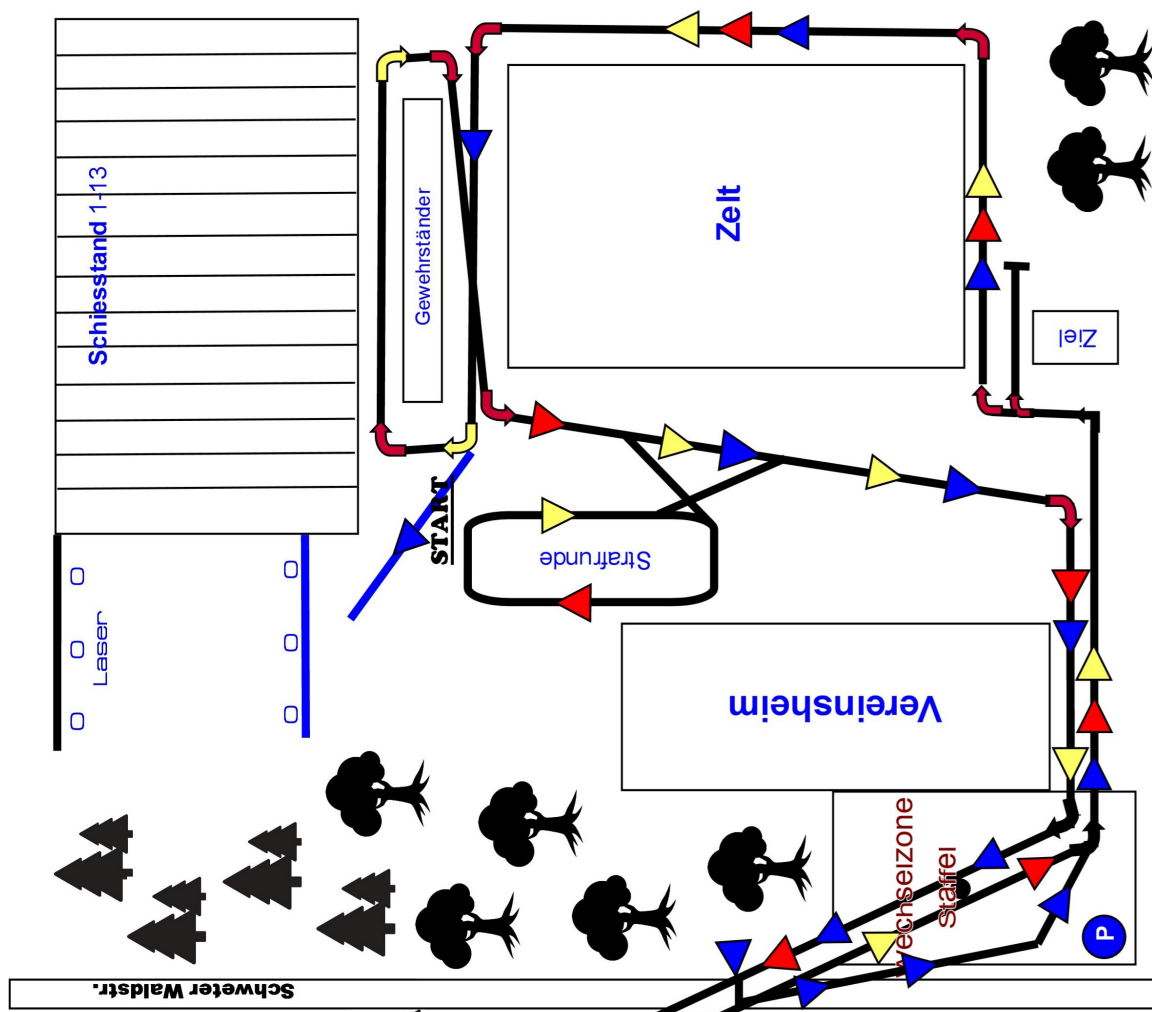 Schiesstand 1-13
Gewehrständer
Zelt
Ziel
START
Strafrunde
Laser
Vereinsheim
wechselzone
Staffel
P
Schweter Waldstr.